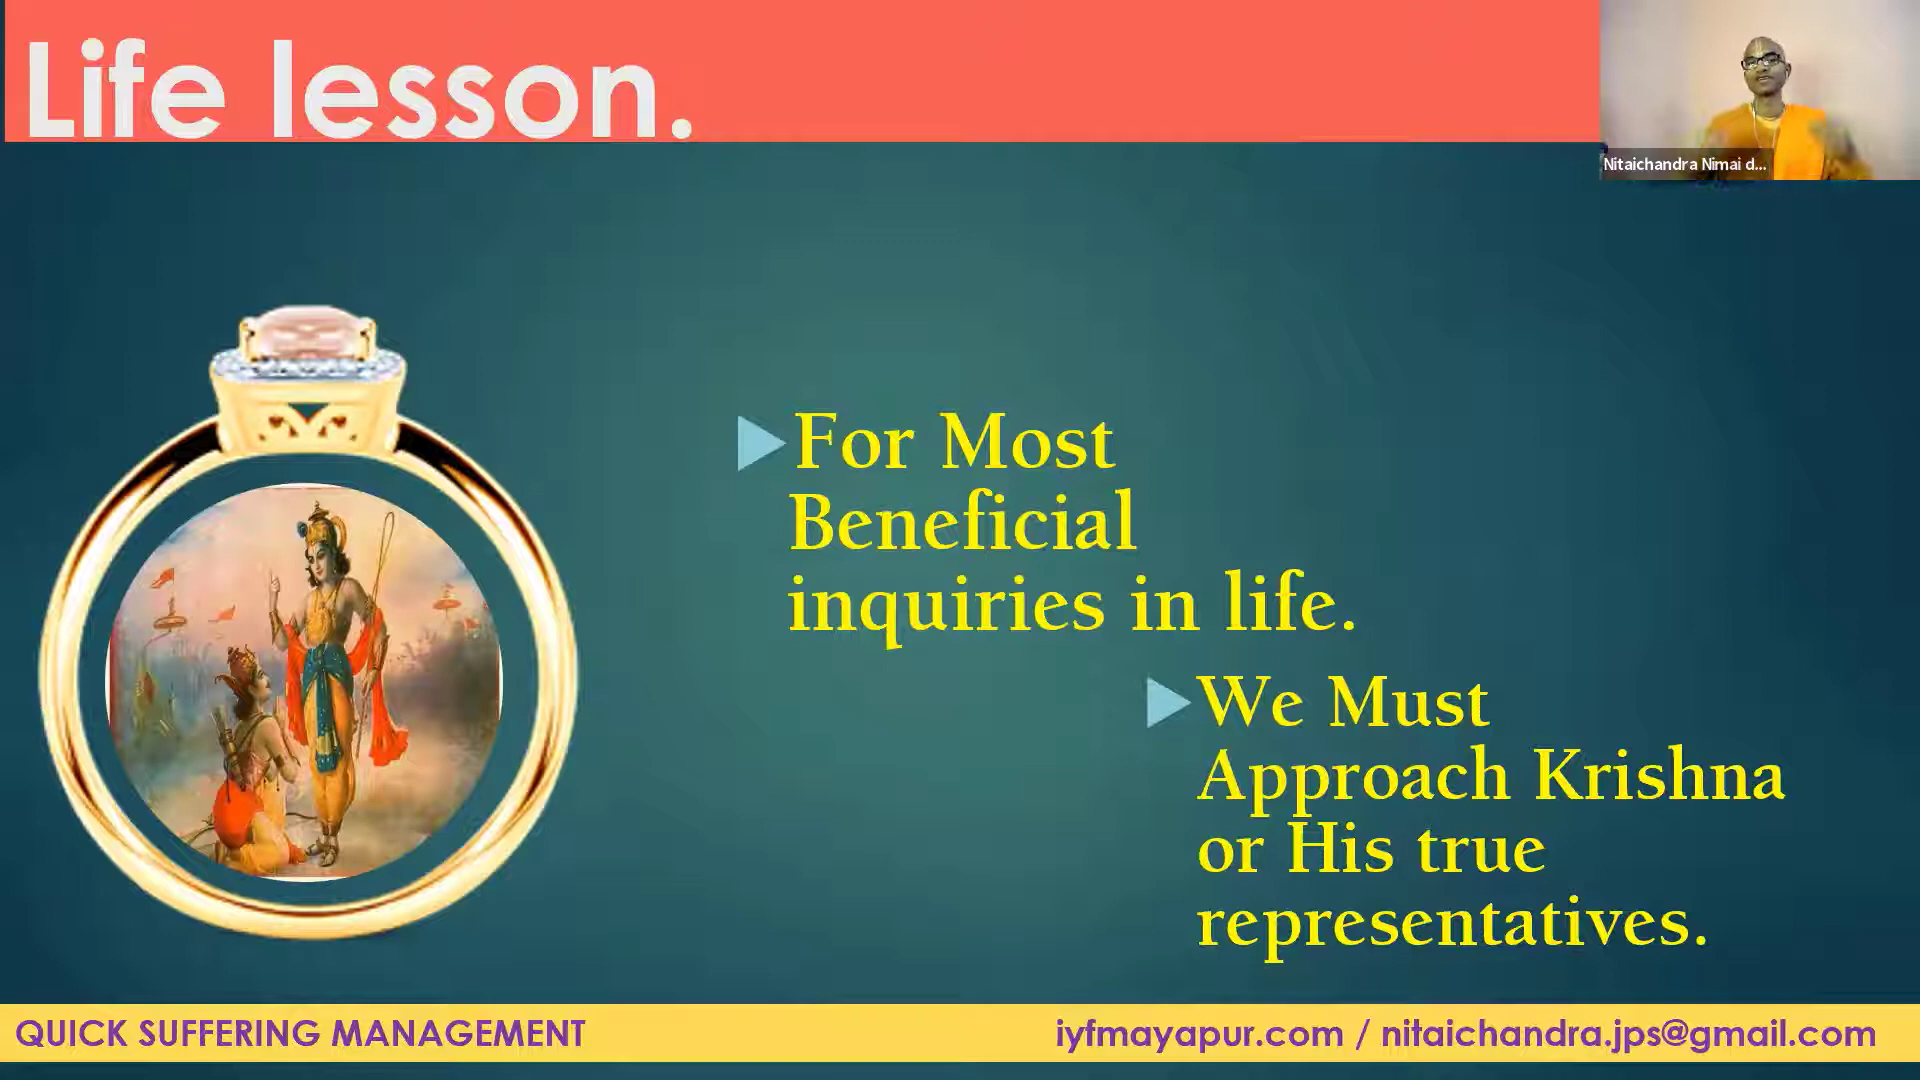 Life lesson.
Nitaichandra Nimai d...
For Most
Beneficial
inquiries in life.
We Must
Approach Krishna
or His true
representatives.
QUICK SUFFERING MANAGEMENT
iyfmayapur.com / nitaichandra.jps@gmail.com